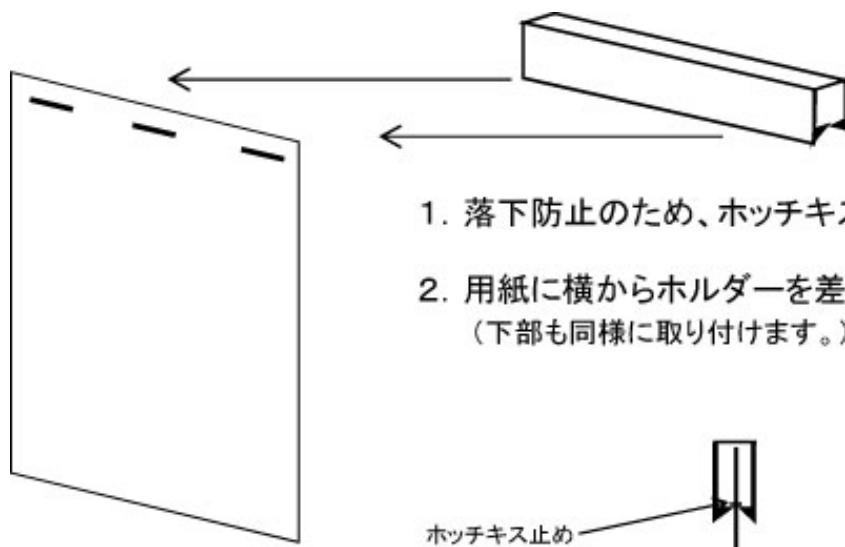 1. 落下防止のため、ホッチキス
2. 用紙に横からホルダーを差
(下部も同様に取り付けます。)
ホッチキス止め